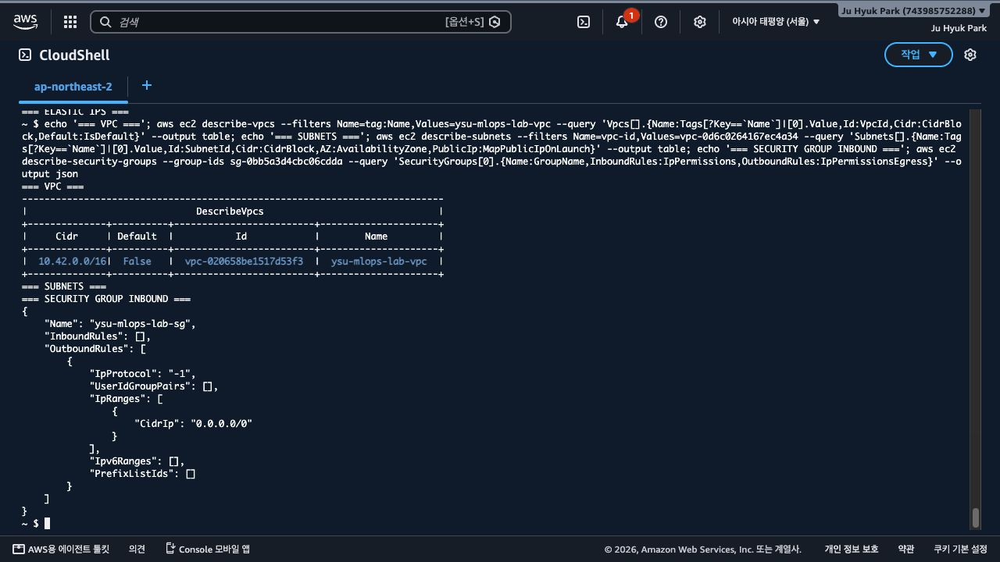 aws
검색
[옵션+S]
1
아시아 태평양 (서울) ▼
Ju Hyuk Park (743985752288) ▼
Ju Hyuk Park
CloudShell
작업 ▼
ap-northeast-2
+
=== ELASTIC IPS ===
~ $ echo '=== VPC ==='; aws ec2 describe-vpcs --filters Name=tag:Name,Values=ysu-mlops-lab-vpc --query 'Vpcs[].{Name:Tags[?Key==`Name`]|[0].Value,Id:VpcId,Cidr:CidrBlo
ck,Default:IsDefault}' --output table; echo '=== SUBNETS ==='; aws ec2 describe-subnets --filters Name=vpc-id,Values=vpc-0d6c0264167ec4a34 --query 'Subnets[].{Name:Tag
s[?Key==`Name`]|[0].Value,Id:SubnetId,Cidr:CidrBlock,AZ:AvailabilityZone,PublicIp:MapPublicIpOnLaunch}' --output table; echo '=== SECURITY GROUP INBOUND ==='; aws ec2
describe-security-groups --group-ids sg-0bb5a3d4cbc06cdda --query 'SecurityGroups[0].{Name:GroupName,InboundRules:IpPermissions,OutboundRules:IpPermissionsEgress}' --o
utput json
=== VPC ===
---------------------------------------------------------------------------
|                              DescribeVpcs                               |
+--------------+----------+-------------------------+---------------------+
|     Cidr     | Default  |           Id            |        Name         |
+--------------+----------+-------------------------+---------------------+
|  10.42.0.0/16|  False   |  vpc-020658be1517d53f3  |  ysu-mlops-lab-vpc  |
+--------------+----------+-------------------------+---------------------+
=== SUBNETS ===
=== SECURITY GROUP INBOUND ===
{
    "Name": "ysu-mlops-lab-sg",
    "InboundRules": [],
    "OutboundRules": [
        {
            "IpProtocol": "-1",
            "UserIdGroupPairs": [],
            "IpRanges": [
                {
                    "CidrIp": "0.0.0.0/0"
                }
            ],
            "Ipv6Ranges": [],
            "PrefixListIds": []
        }
    ]
}
~ $
AWS용 에이전트 툴킷
의견
Console 모바일 앱
© 2026, Amazon Web Services, Inc. 또는 계열사.
개인 정보 보호
약관
쿠키 기본 설정